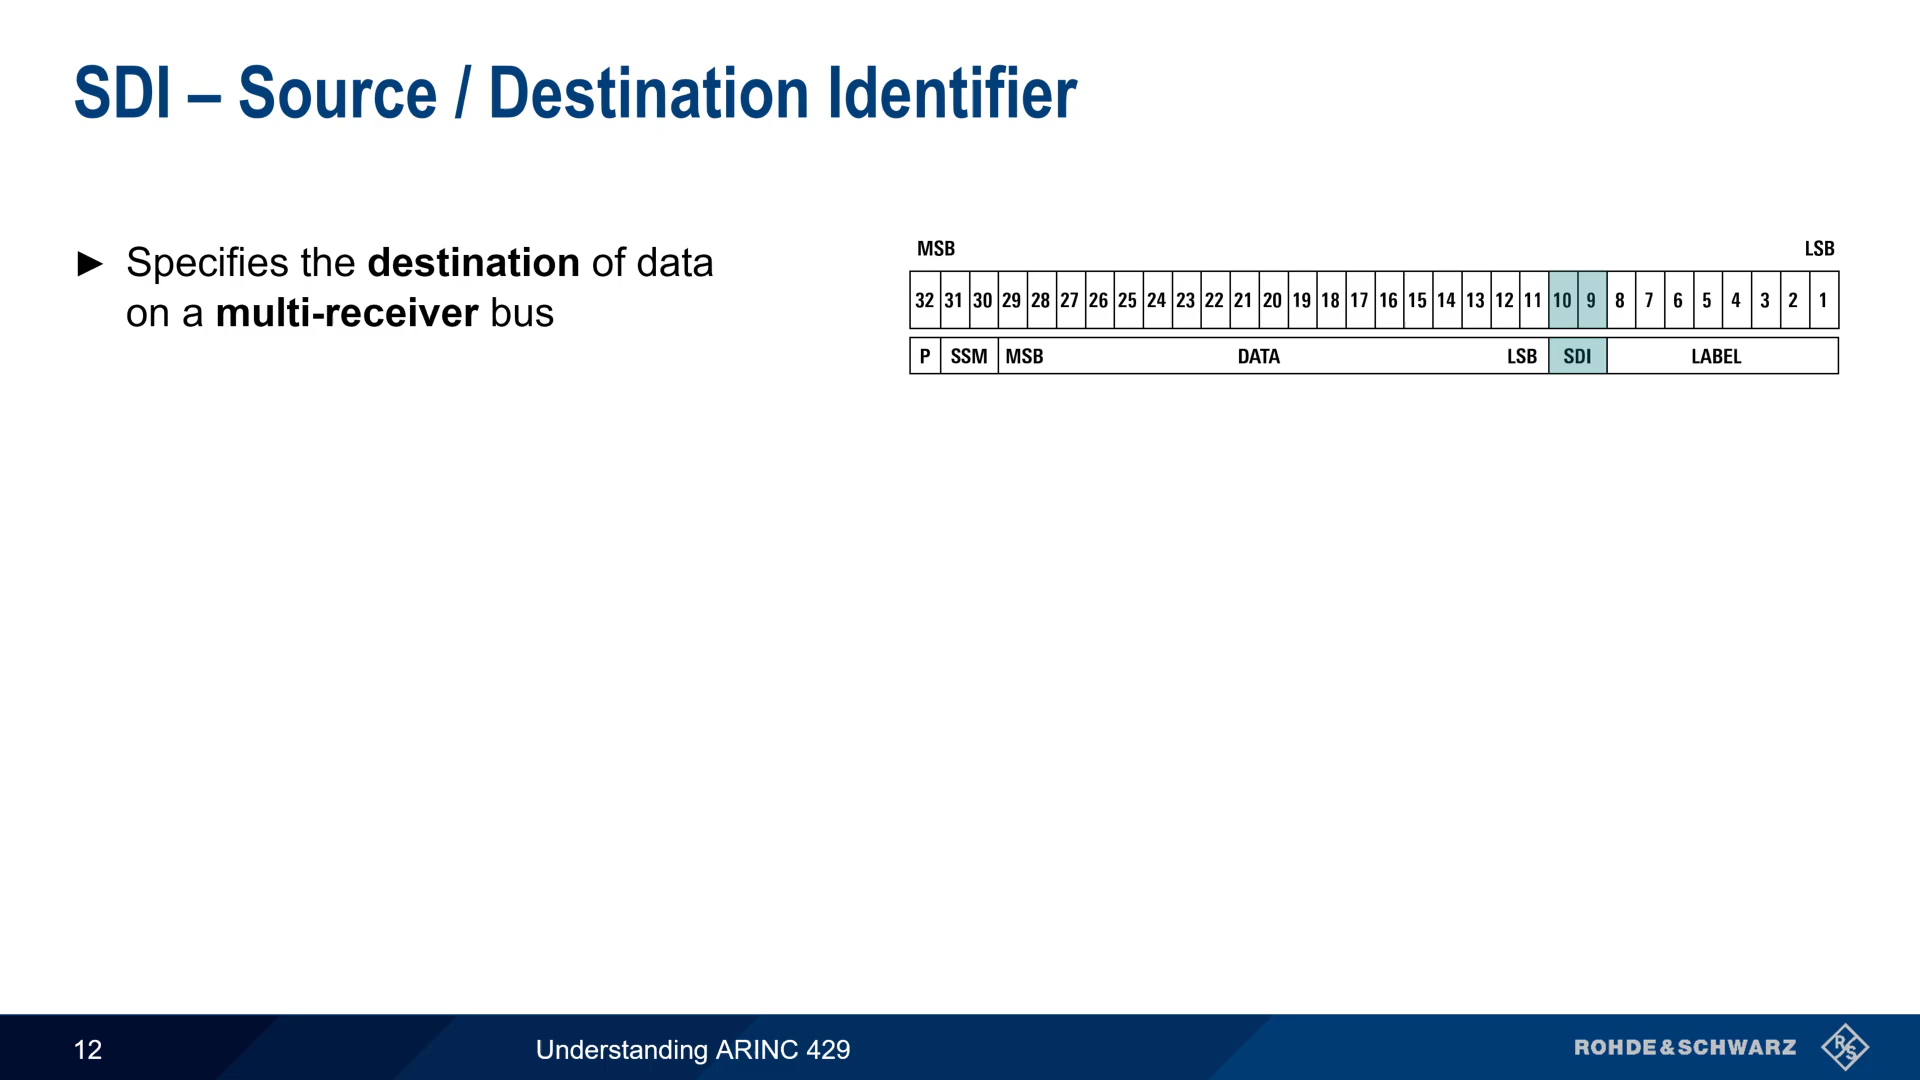 SDI – Source / Destination Identifier
► Specifies the destination of data
on a multi-receiver bus
MSB LSB
32 31 30 29 28 27 26 25 24 23 22 21 20 19 18 17 16 15 14 13 12 11 10 9 8 7 6 5 4 3 2 1
P SSM MSB DATA LSB SDI LABEL
12 Understanding ARINC 429 ROHDE&SCHWARZ R S